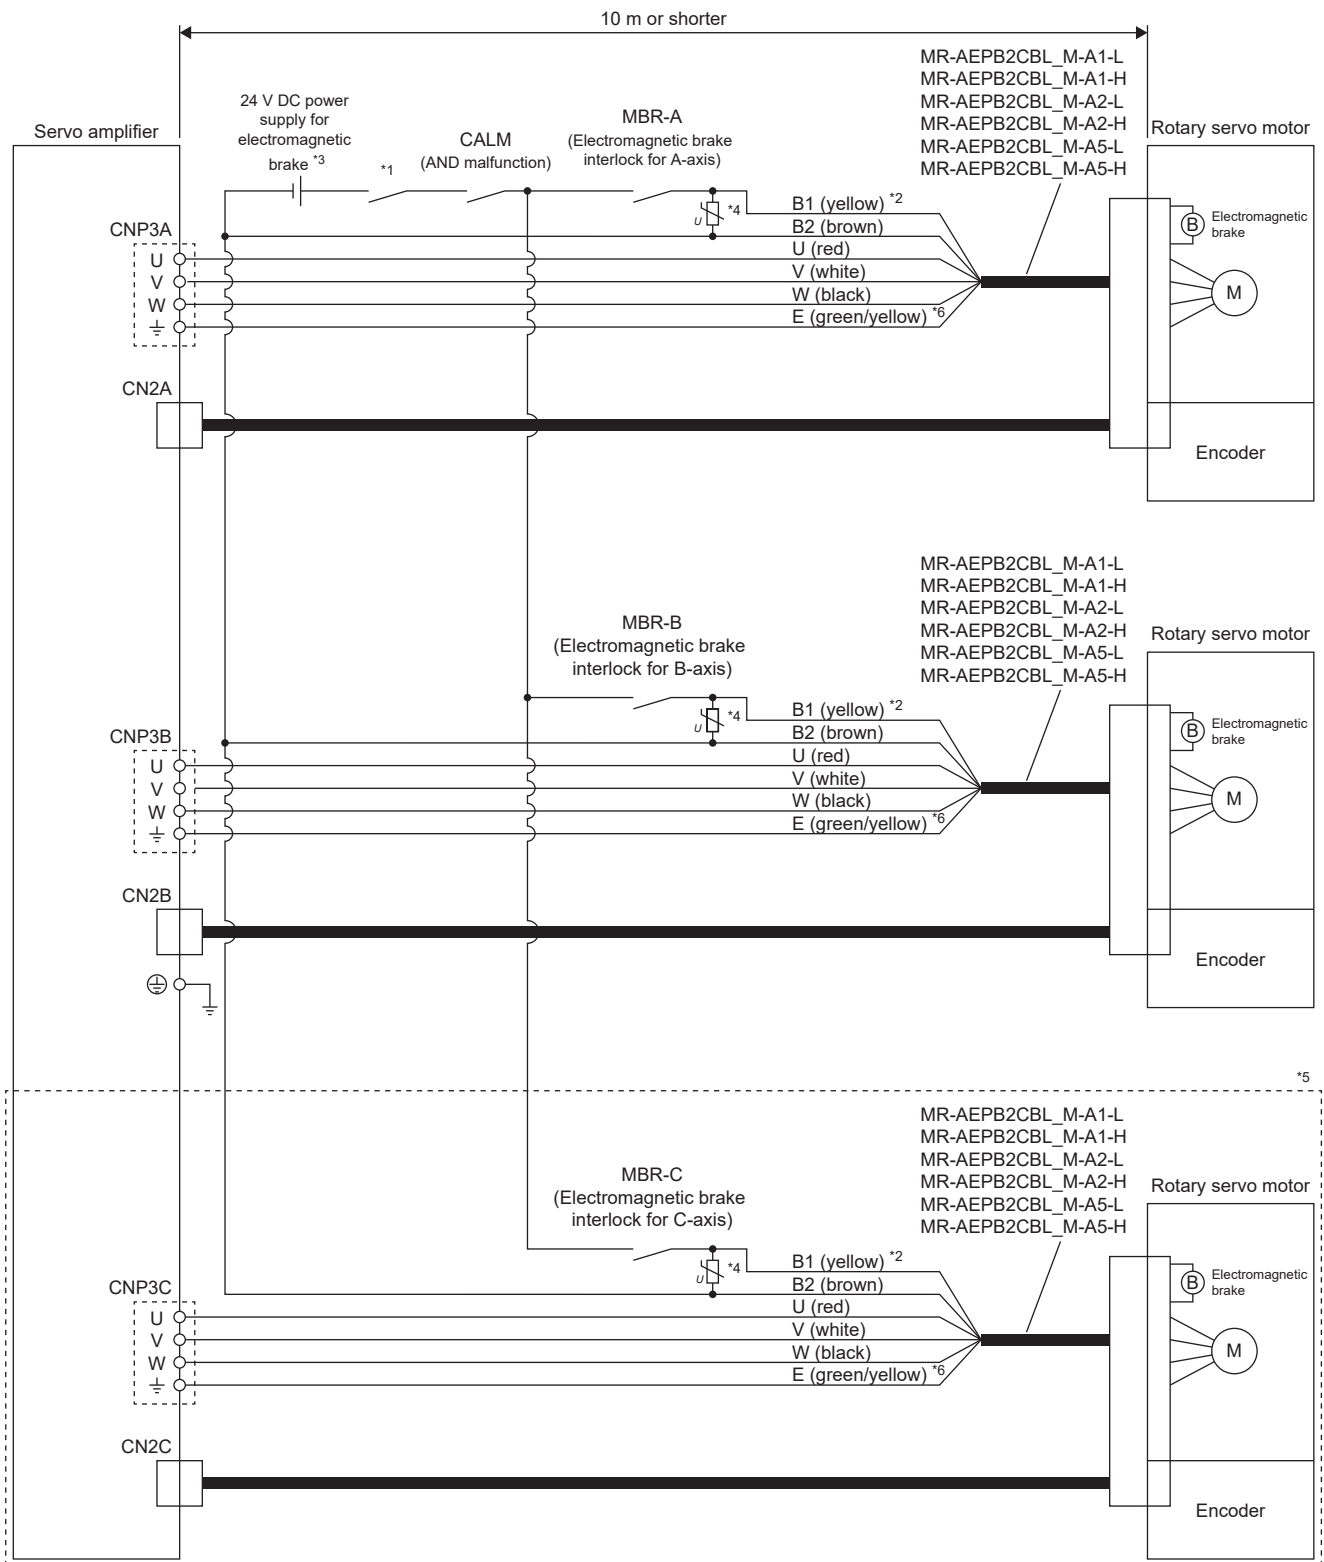 10 m or shorter
MR-AEPB2CBL_M-A1-L
MR-AEPB2CBL_M-A1-H
MR-AEPB2CBL_M-A2-L
MR-AEPB2CBL_M-A2-H
MR-AEPB2CBL_M-A5-L
MR-AEPB2CBL_M-A5-H
Servo amplifier
24 V DC power
supply for
electromagnetic
brake *3
*1
CALM
(AND malfunction)
MBR-A
(Electromagnetic brake
interlock for A-axis)
Rotary servo motor
U
*4
B1 (yellow) *2
B2 (brown)
U (red)
V (white)
W (black)
E (green/yellow) *6
B
Electromagnetic
brake
M
CNP3A
U
V
W
CN2A
Encoder
MR-AEPB2CBL_M-A1-L
MR-AEPB2CBL_M-A1-H
MR-AEPB2CBL_M-A2-L
MR-AEPB2CBL_M-A2-H
MR-AEPB2CBL_M-A5-L
MR-AEPB2CBL_M-A5-H
MBR-B
(Electromagnetic brake
interlock for B-axis)
Rotary servo motor
U
*4
B1 (yellow) *2
B2 (brown)
U (red)
V (white)
W (black)
E (green/yellow) *6
B
Electromagnetic
brake
M
CNP3B
U
V
W
CN2B
Encoder
*5
MR-AEPB2CBL_M-A1-L
MR-AEPB2CBL_M-A1-H
MR-AEPB2CBL_M-A2-L
MR-AEPB2CBL_M-A2-H
MR-AEPB2CBL_M-A5-L
MR-AEPB2CBL_M-A5-H
MBR-C
(Electromagnetic brake
interlock for C-axis)
Rotary servo motor
U
*4
B1 (yellow) *2
B2 (brown)
U (red)
V (white)
W (black)
E (green/yellow) *6
B
Electromagnetic
brake
M
CNP3C
U
V
W
CN2C
Encoder